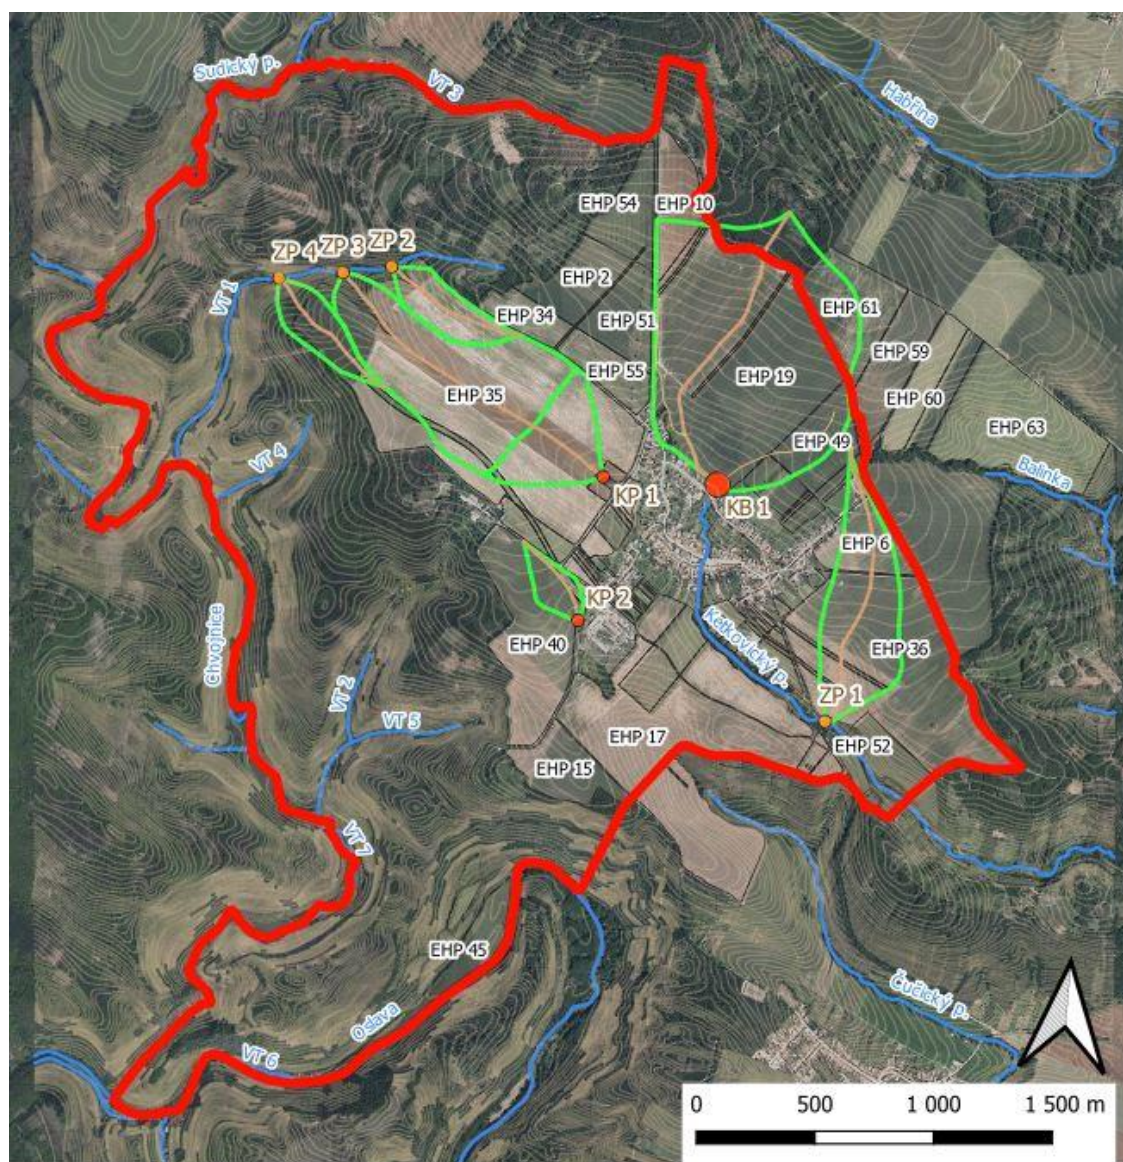 Sudický p.
VT 3
Habřina
EHP 54
EHP 10
ZP 4
ZP 3
ZP 2
EHP 2
VT 1
EHP 34
EHP 51
EHP 61
EHP 59
EHP 55
EHP 19
EHP 35
EHP 60
EHP 63
EHP 49
VT 4
Balinka
KP 1
KB 1
EHP 6
KP 2
Ketkovický p.
EHP 40
EHP 36
Chvojnice
VT 2
ZP 1
VT 5
EHP 17
EHP 52
EHP 15
VT 7
EHP 45
Čučický p.
Oslava
VT 6
0 500 1 000 1 500 m